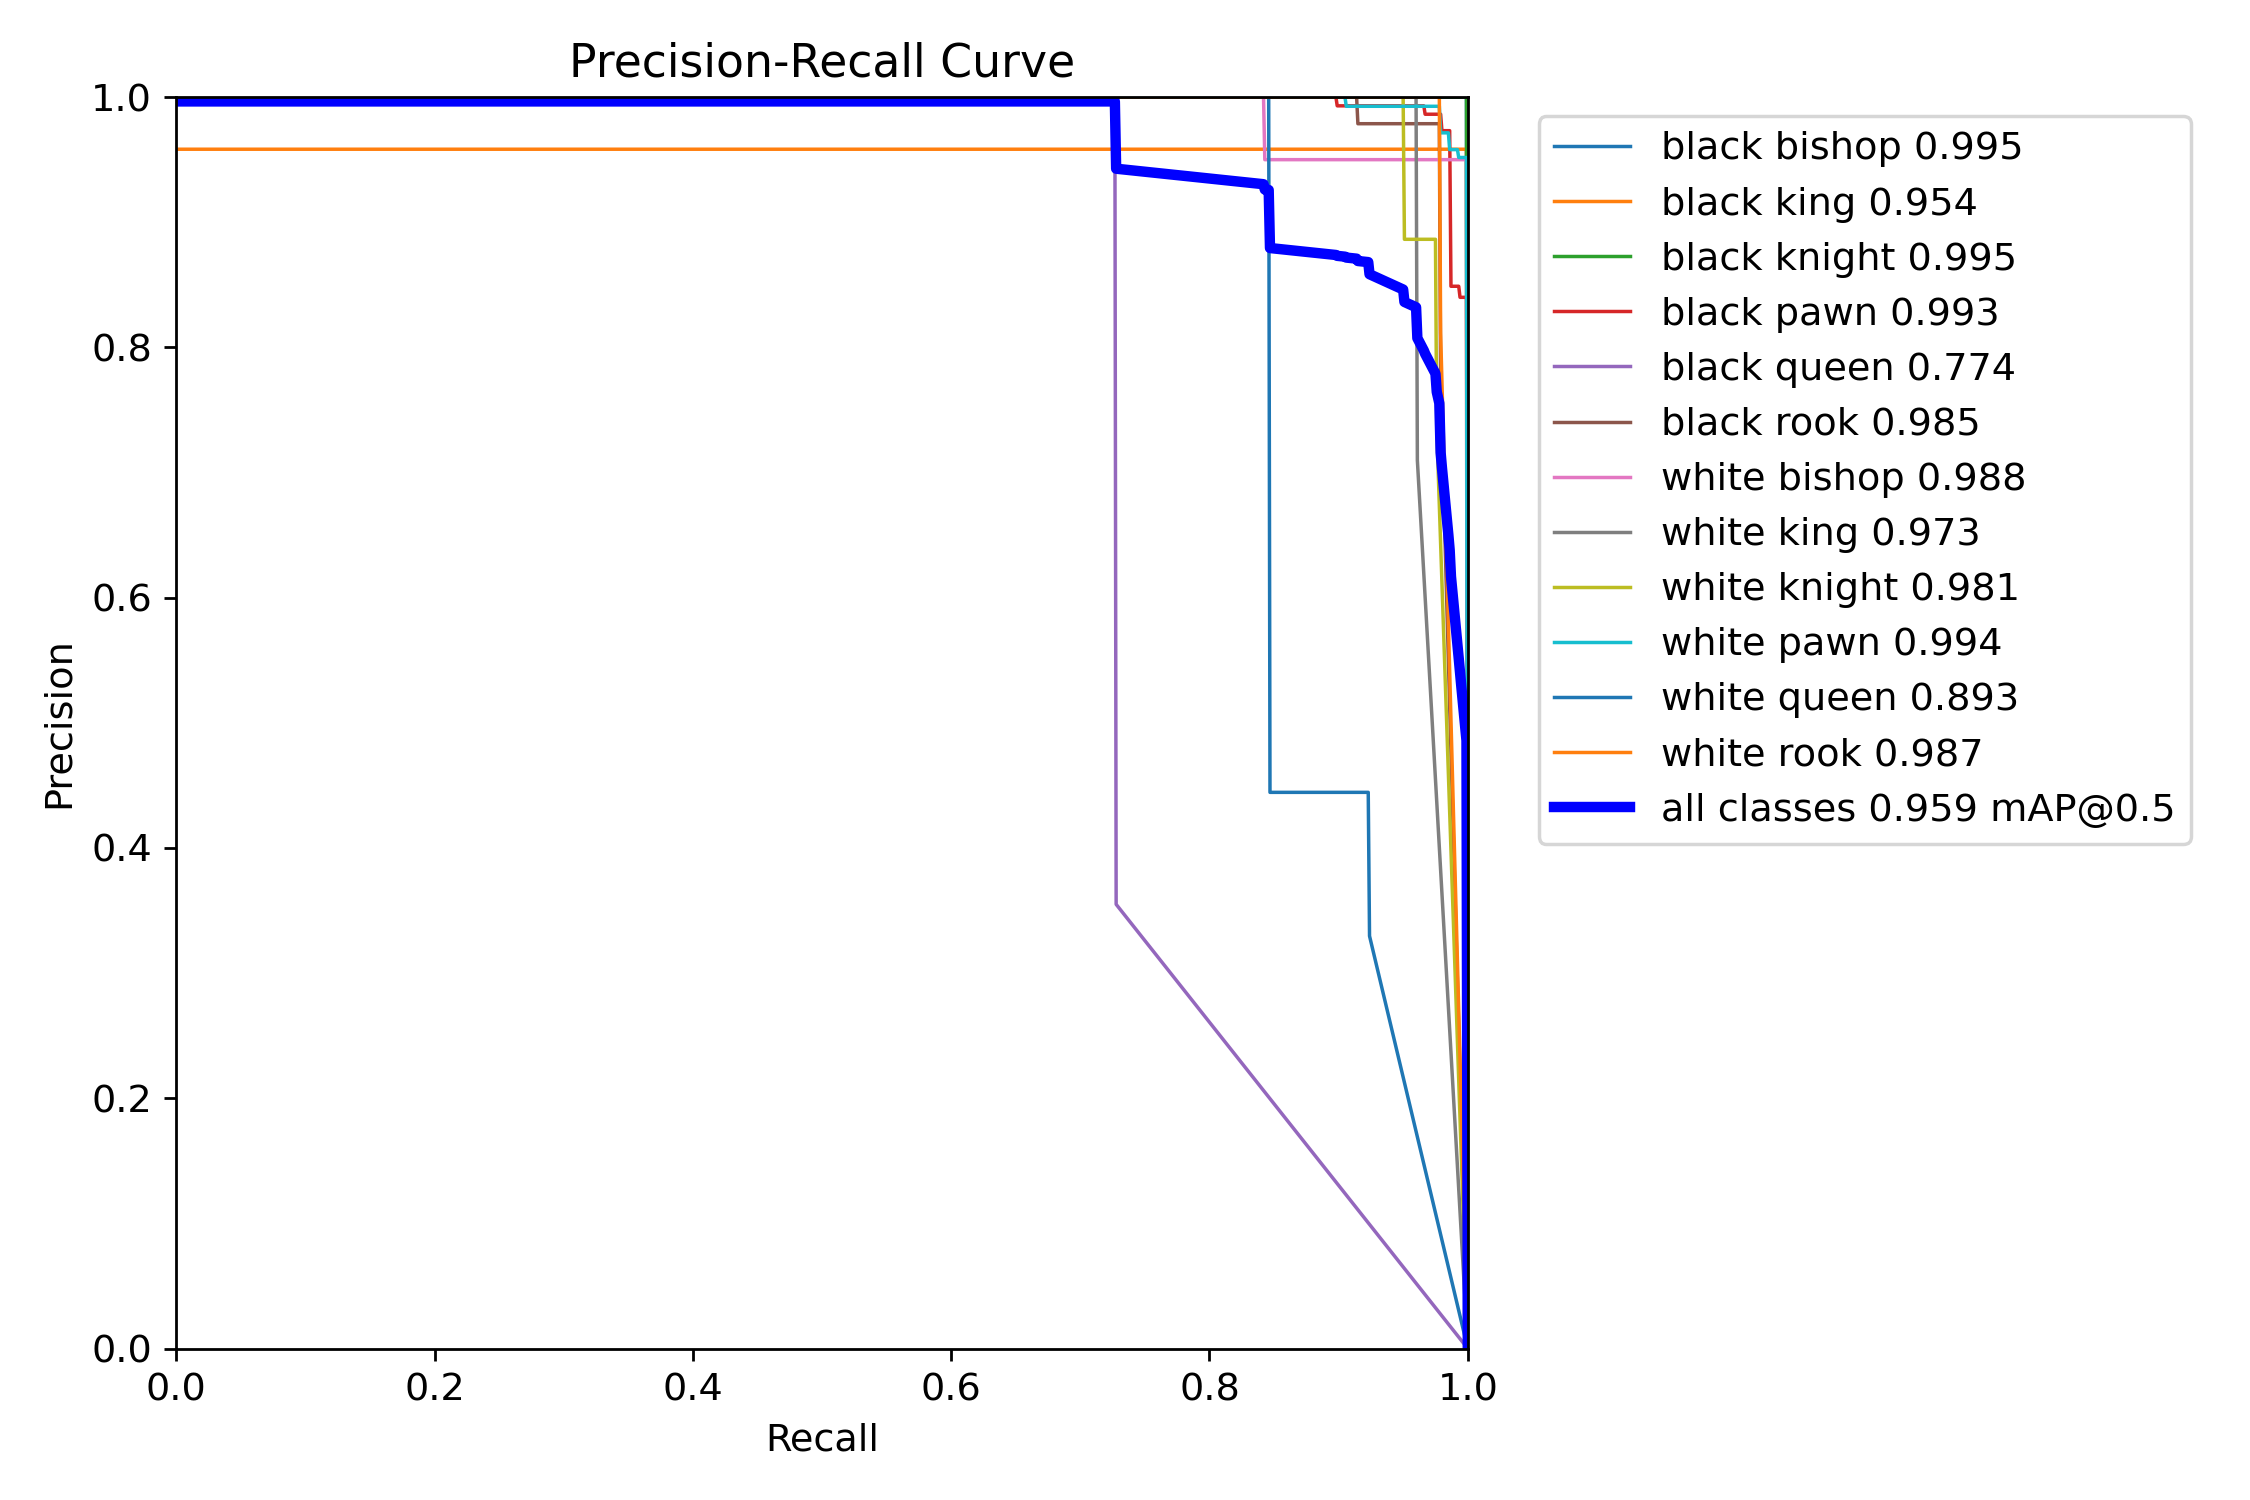 Precision-Recall Curve
1.0
0.8
0.6
0.4
0.2
0.0
Precision
0.0 0.2 0.4 0.6 0.8 1.0
Recall
black bishop 0.995
black king 0.954
black knight 0.995
black pawn 0.993
black queen 0.774
black rook 0.985
white bishop 0.988
white king 0.973
white knight 0.981
white pawn 0.994
white queen 0.893
white rook 0.987
all classes 0.959 mAP@0.5